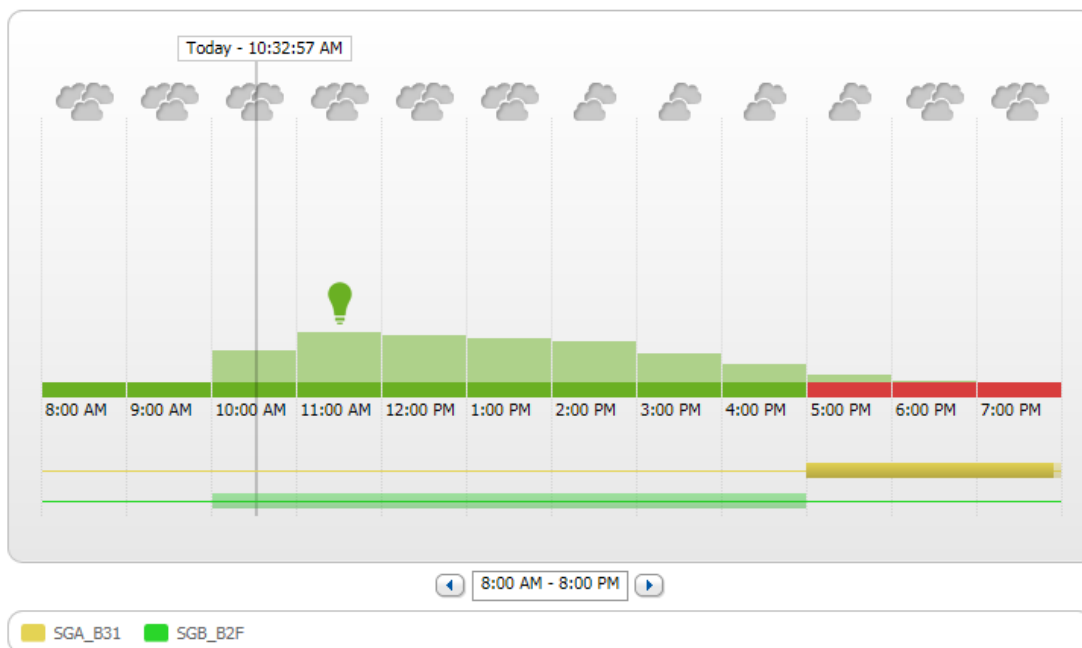 Today - 10:32:57 AM
8:00 AM 9:00 AM 10:00 AM 11:00 AM 12:00 PM 1:00 PM 2:00 PM 3:00 PM 4:00 PM 5:00 PM 6:00 PM 7:00 PM
8:00 AM - 8:00 PM
SGA_B31 SGB_B2F